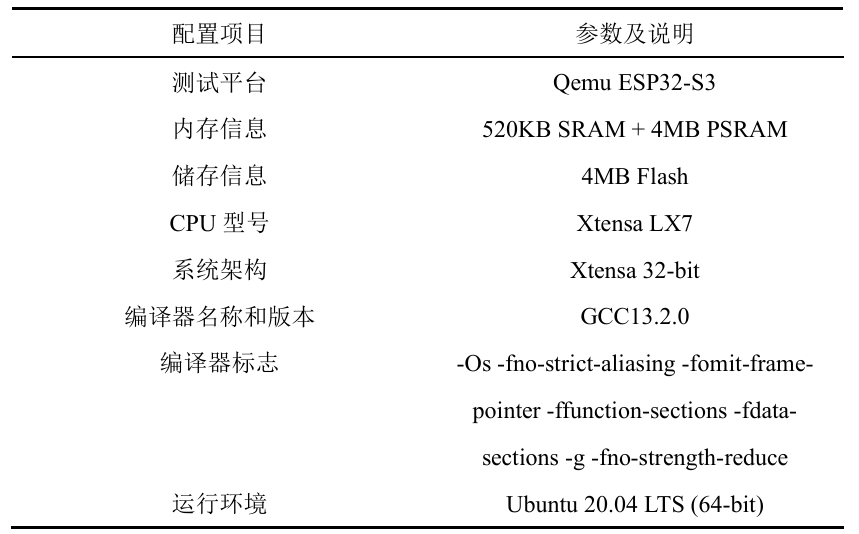 配置项目 参数及说明
测试平台 Qemu ESP32-S3
内存信息 520KB SRAM + 4MB PSRAM
储存信息 4MB Flash
CPU 型号 Xtensa LX7
系统架构 Xtensa 32-bit
编译器名称和版本 GCC13.2.0
编译器标志 -Os -fno-strict-aliasing -fomit-frame-
pointer -ffunction-sections -fdata-
sections -g -fno-strength-reduce
运行环境 Ubuntu 20.04 LTS (64-bit)